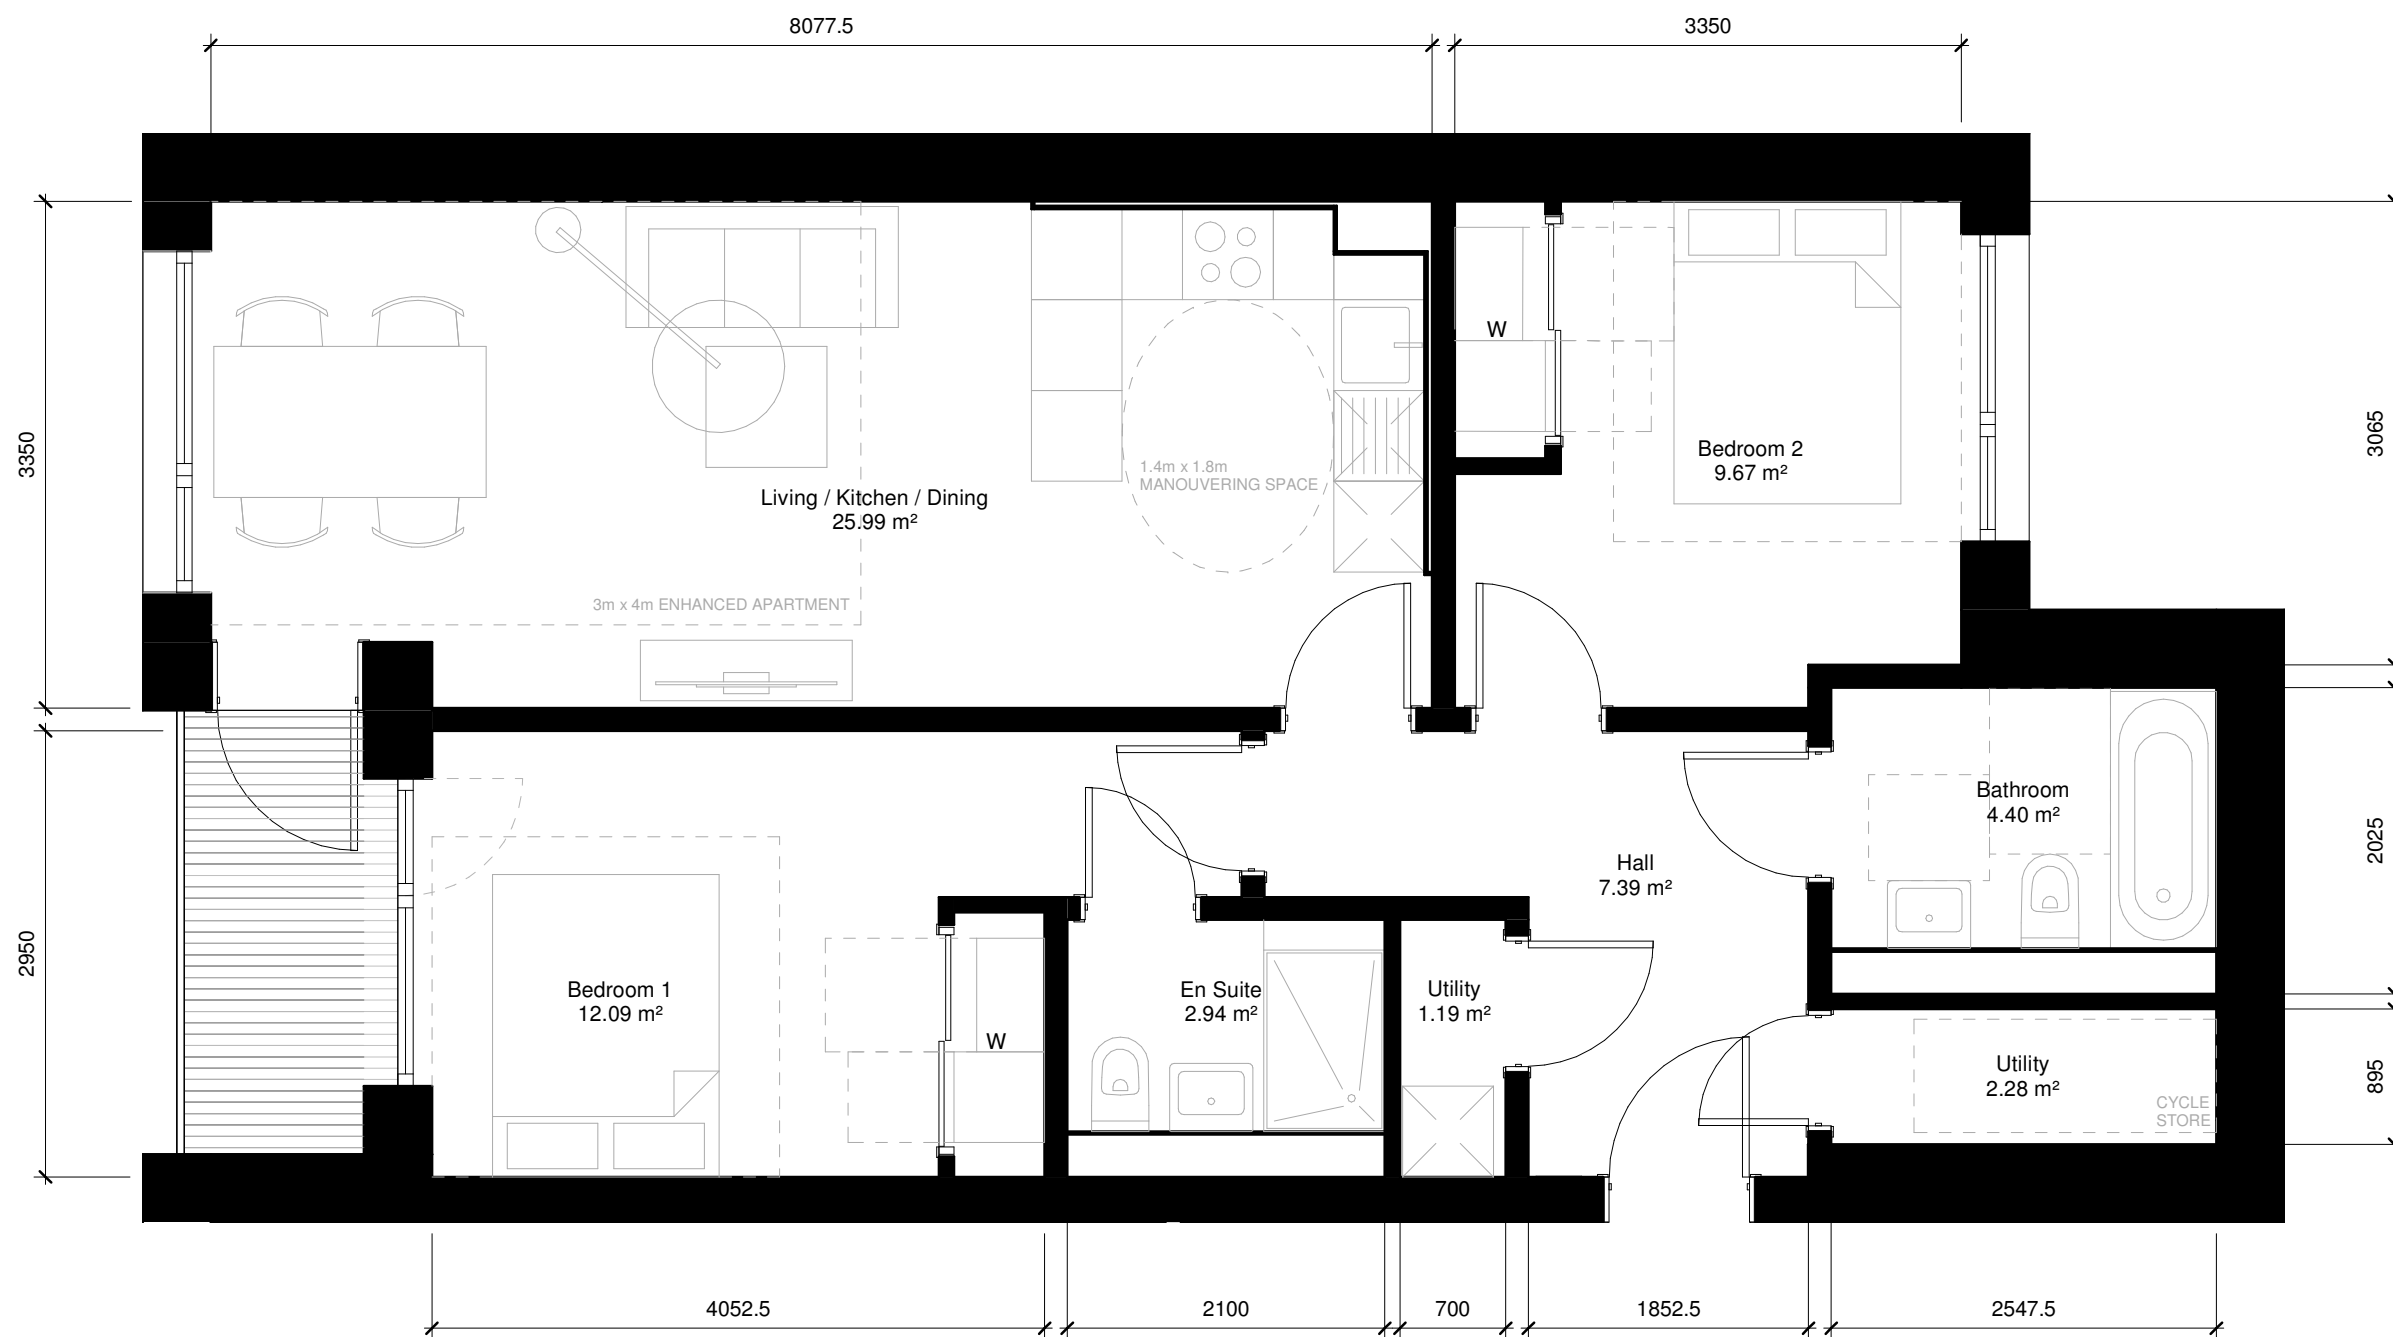 8077.5
3350
3350
3065
W
Bedroom 2
9.67 m²
1.4m x 1.8m
MANOUVERING SPACE
Living / Kitchen / Dining
25.99 m²
3m x 4m ENHANCED APARTMENT
Bathroom
4.40 m²
2025
Hall
7.39 m²
2950
Bedroom 1
12.09 m²
W
En Suite
2.94 m²
Utility
1.19 m²
Utility
2.28 m²
CYCLE
STORE
895
4052.5
2100
700
1852.5
2547.5